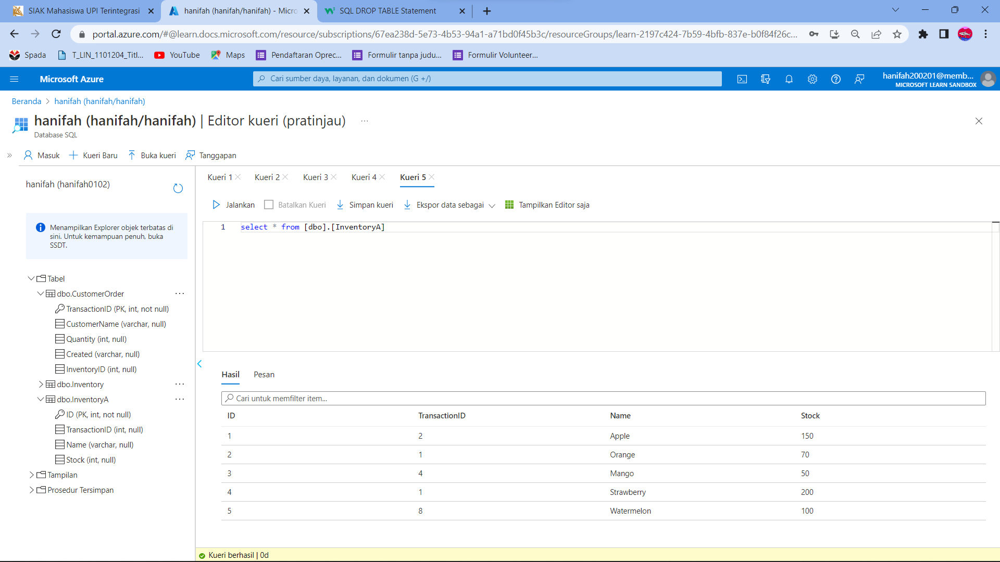 SIAK Mahasiswa UPI Terintegrasi
hanifah (hanifah/hanifah) - Micro
SQL DROP TABLE Statement
portal.azure.com/#@learn.docs.microsoft.com/resource/subscriptions/67ea238d-5e73-4b53-94a1-a71bd0f45b3c/resourceGroups/learn-2197c424-7b59-4bfb-837e-b0f84f26c...
Spada
T_LIN_1101204_Titl...
YouTube
Maps
Pendaftaran Oprec...
Formulir tanpa judu...
Formulir Volunteer...
Microsoft Azure
Cari sumber daya, layanan, dan dokumen (G +/)
hanifah200201@memb...
MICROSOFT LEARN SANDBOX
Beranda > hanifah (hanifah/hanifah)
hanifah (hanifah/hanifah) | Editor kueri (pratinjau) ...
Database SQL
Masuk
Kueri Baru
Buka kueri
Tanggapan
hanifah (hanifah0102)
Menampilkan Explorer objek terbatas di
sini. Untuk kemampuan penuh, buka
SSDT.
Tabel
dbo.CustomerOrder ...
TransactionID (PK, int, not null)
CustomerName (varchar, null)
Quantity (int, null)
Created (varchar, null)
InventoryID (int, null)
dbo.Inventory ...
dbo.InventoryA ...
ID (PK, int, not null)
TransactionID (int, null)
Name (varchar, null)
Stock (int, null)
Tampilan
Prosedur Tersimpan
Kueri 1
Kueri 2
Kueri 3
Kueri 4
Kueri 5
Jalankan
Batalkan Kueri
Simpan kueri
Ekspor data sebagai
Tampilkan Editor saja
1 select * from [dbo].[InventoryA]
Hasil
Pesan
Cari untuk memfilter item...
ID TransactionID Name Stock
1 2 Apple 150
2 1 Orange 70
3 4 Mango 50
4 1 Strawberry 200
5 8 Watermelon 100
Kueri berhasil | 0d